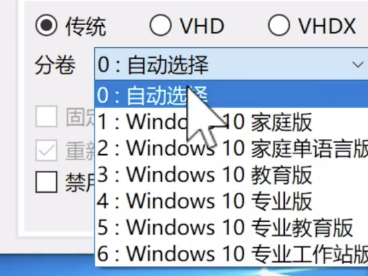 传统 VHD VHDX
分卷 0 : 自动选择
0 : 自动选择
1 : Windows 10 家庭版
2 : Windows 10 家庭单语言版
3 : Windows 10 教育版
4 : Windows 10 专业版
5 : Windows 10 专业教育版
6 : Windows 10 专业工作站版
固定
重新
禁用